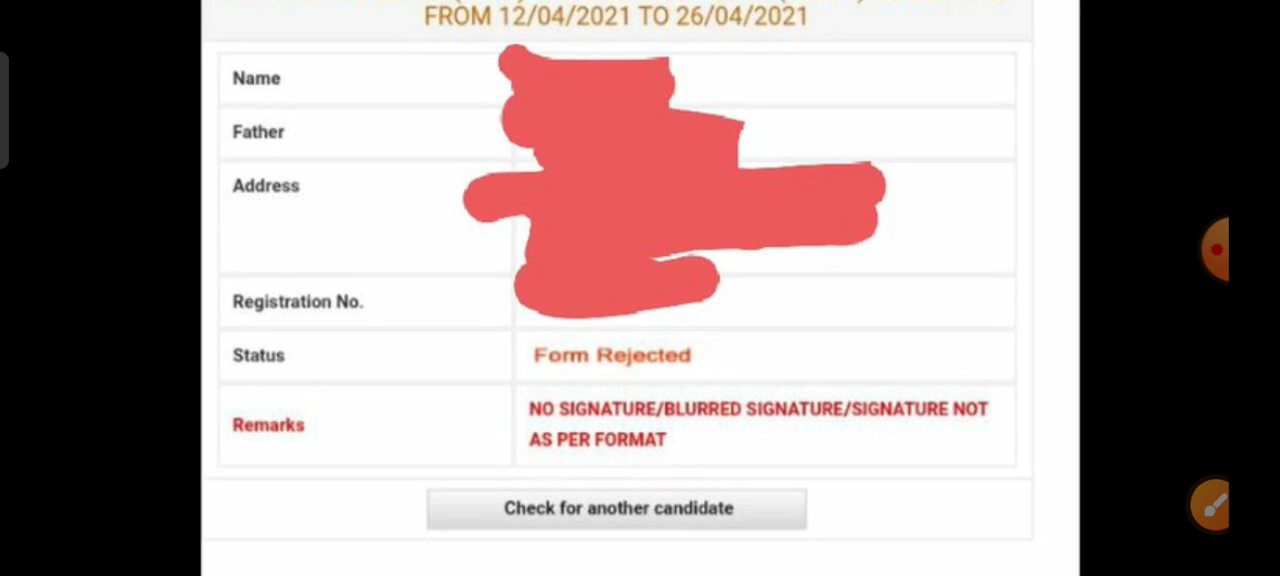 FROM 12/04/2021 TO 26/04/2021
Name
Father
Address
Registration No.
Status Form Rejected
Remarks NO SIGNATURE/BLURRED SIGNATURE/SIGNATURE NOT
AS PER FORMAT
Check for another candidate